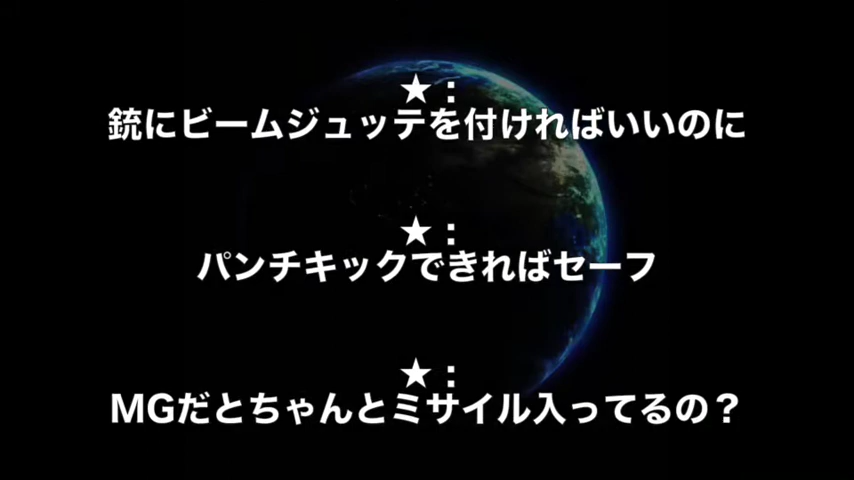 ★：
銃にビームジュッテを付ければいいのに
★：
パンチキックできればセーフ
★：
MGだとちゃんとミサイル入ってるの？